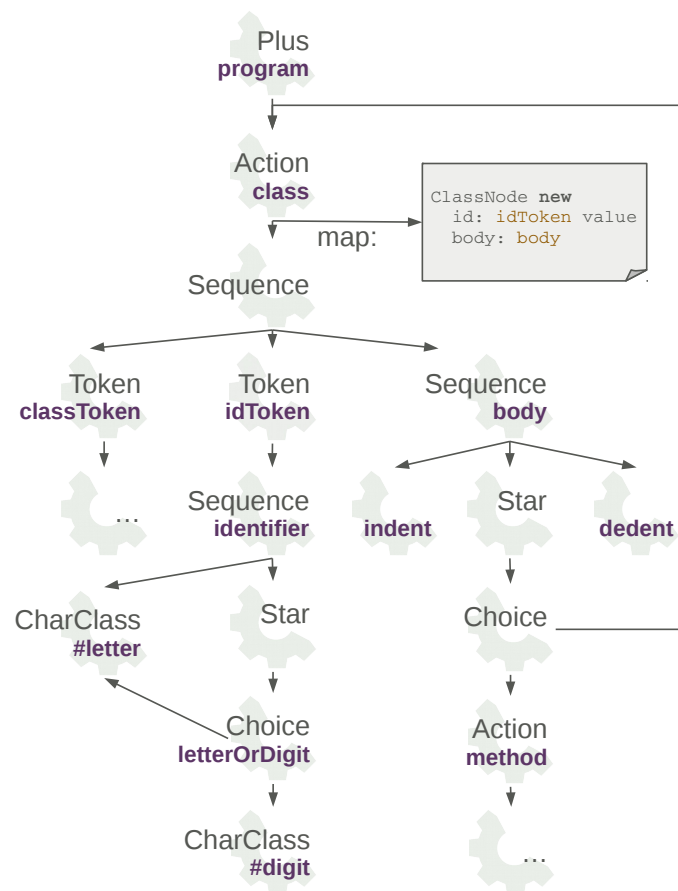 Plus
program
Action
class
map:
ClassNode new
id: idToken value
body: body
Sequence
Token
classToken
Token
idToken
Sequence
body
...
Sequence
identifier
indent
Star
dedent
CharClass
#letter
Star
Choice
Choice
letterOrDigit
Action
method
CharClass
#digit
...